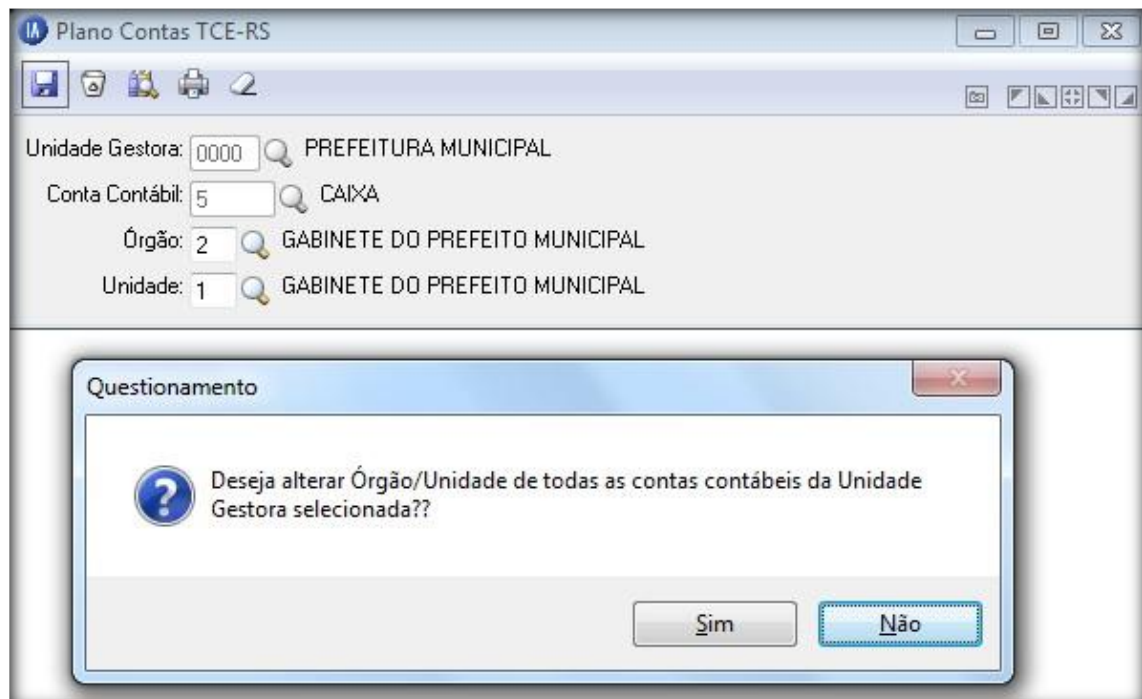 Plano Contas TCE-RS
Unidade Gestora: 0000 PREFEITURA MUNICIPAL
Conta Contábil: 5 CAIXA
Órgão: 2 GABINETE DO PREFEITO MUNICIPAL
Unidade: 1 GABINETE DO PREFEITO MUNICIPAL
Questionamento
Deseja alterar Órgão/Unidade de todas as contas contábeis da Unidade
Gestora selecionada??
Sim Não